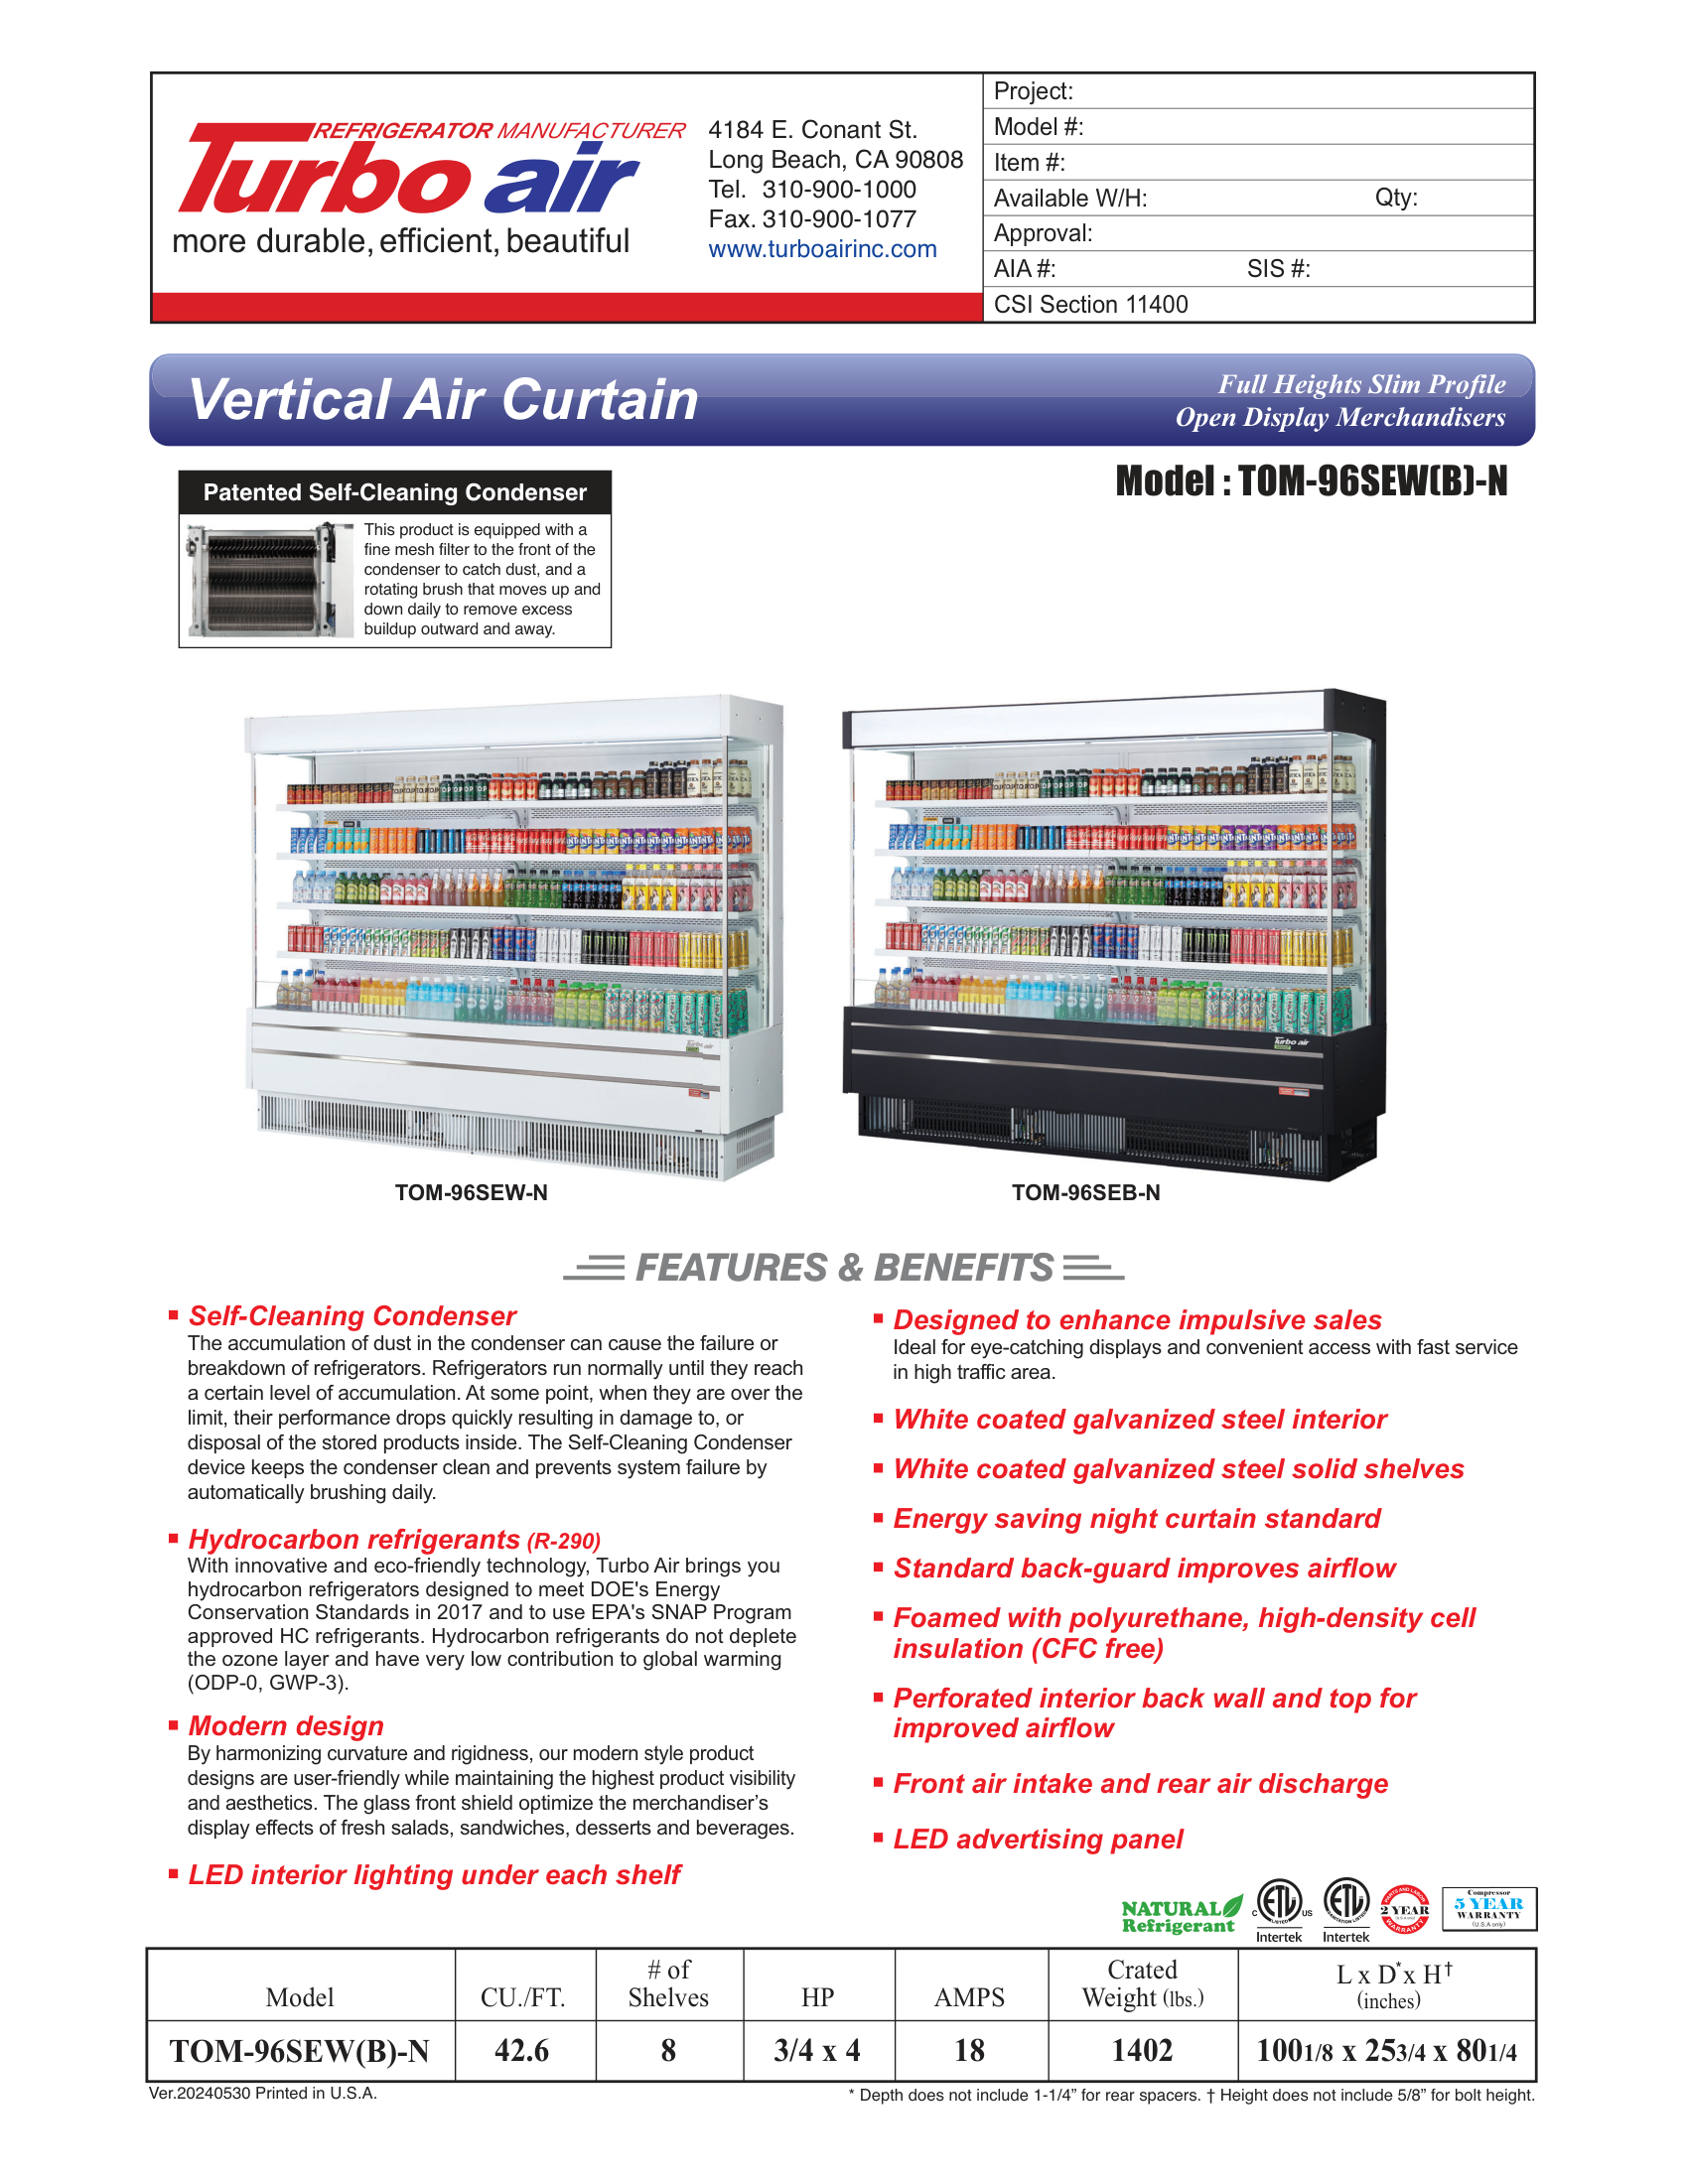 REFRIGERATOR MANUFACTURER
Turbo air
more durable, efficient, beautiful
4184 E. Conant St.
Long Beach, CA 90808
Tel. 310-900-1000
Fax. 310-900-1077
www.turboairinc.com
Project:
Model #:
Item #:
Available W/H: Qty:
Approval:
AIA #: SIS #:
CSI Section 11400
Vertical Air Curtain
Full Heights Slim Profile
Open Display Merchandisers
Model : TOM-96SEW(B)-N
Patented Self-Cleaning Condenser
This product is equipped with a
fine mesh filter to the front of the
condenser to catch dust, and a
rotating brush that moves up and
down daily to remove excess
buildup outward and away.
Turbo air
Turbo air
TOM-96SEW-N
TOM-96SEB-N
FEATURES & BENEFITS
Self-Cleaning Condenser
The accumulation of dust in the condenser can cause the failure or
breakdown of refrigerators. Refrigerators run normally until they reach
a certain level of accumulation. At some point, when they are over the
limit, their performance drops quickly resulting in damage to, or
disposal of the stored products inside. The Self-Cleaning Condenser
device keeps the condenser clean and prevents system failure by
automatically brushing daily.
Hydrocarbon refrigerants (R-290)
With innovative and eco-friendly technology, Turbo Air brings you
hydrocarbon refrigerators designed to meet DOE's Energy
Conservation Standards in 2017 and to use EPA's SNAP Program
approved HC refrigerants. Hydrocarbon refrigerants do not deplete
the ozone layer and have very low contribution to global warming
(ODP-0, GWP-3).
Modern design
By harmonizing curvature and rigidness, our modern style product
designs are user-friendly while maintaining the highest product visibility
and aesthetics. The glass front shield optimize the merchandiser’s
display effects of fresh salads, sandwiches, desserts and beverages.
LED interior lighting under each shelf
Designed to enhance impulsive sales
Ideal for eye-catching displays and convenient access with fast service
in high traffic area.
White coated galvanized steel interior
White coated galvanized steel solid shelves
Energy saving night curtain standard
Standard back-guard improves airflow
Foamed with polyurethane, high-density cell
insulation (CFC free)
Perforated interior back wall and top for
improved airflow
Front air intake and rear air discharge
LED advertising panel
NATURAL
Refrigerant
C ETL US
LISTED
Intertek
ETL
SANITATION LISTED
Intertek
PARTS AND LABOR
2 YEAR
(U.S.A only)
WARRANTY
Compressor
5 YEAR
WARRANTY
(U.S.A only)
Model CU./FT. # of Shelves HP AMPS Crated Weight (lbs.) L x D* x H† (inches)
TOM-96SEW(B)-N 42.6 8 3/4 x 4 18 1402 100 1/8 x 25 3/4 x 80 1/4
Ver.20240530 Printed in U.S.A.
* Depth does not include 1-1/4” for rear spacers. † Height does not include 5/8” for bolt height.